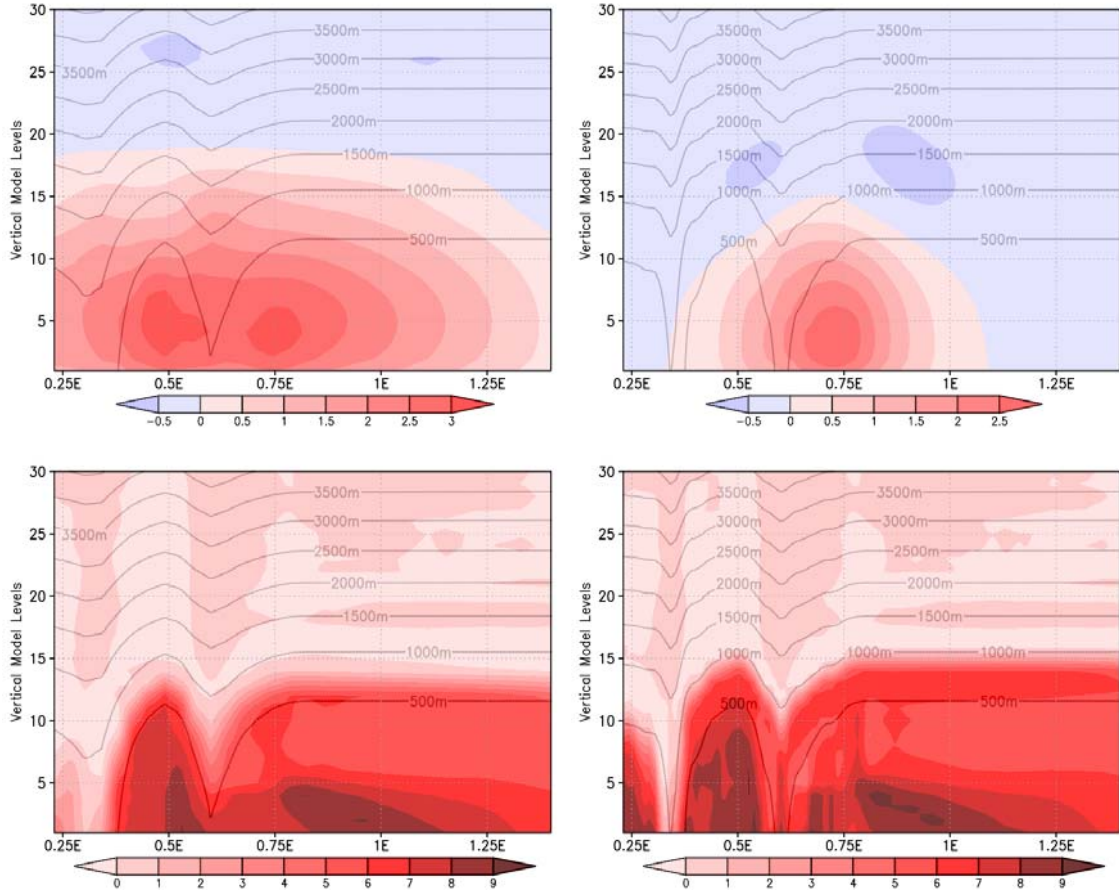 30
3500m
3000m
25
3500m
2500m
20
2000m
1500m
15
1000m
10
500m
5
Vertical Model Levels
0.25E 0.5E 0.75E 1E 1.25E
−0.5 0 0.5 1 1.5 2 2.5 3
30
3500m 3500m
3000m 3000m
25
2500m 2500m
20
2000m 2000m
1500m 1500m
15
1000m 1000m 1000m
10
500m 500m
5
Vertical Model Levels
0.25E 0.5E 0.75E 1E 1.25E
−0.5 0 0.5 1 1.5 2 2.5
30
3500m
3000m
25
3500m
2500m
20
2000m
1500m
15
1000m
10
500m
5
Vertical Model Levels
0.25E 0.5E 0.75E 1E 1.25E
0 1 2 3 4 5 6 7 8 9
30
3500m 3500m
3000m 3000m
25
2500m 2500m
20
2000m 2000m
1500m 1500m
15
1000m 1000m 1000m
10
500m 500m
5
Vertical Model Levels
0.25E 0.5E 0.75E 1E 1.25E
0 1 2 3 4 5 6 7 8 9